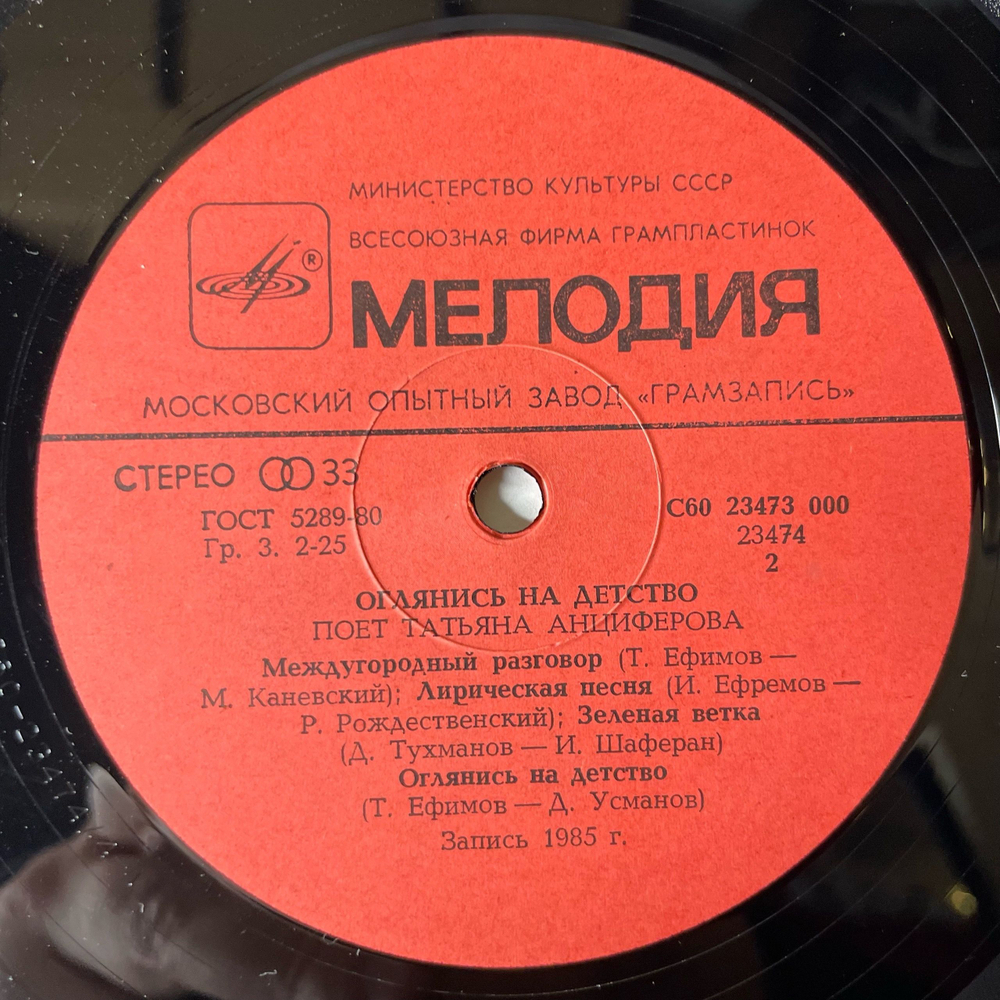 МИНИСТЕРСТВО КУЛЬТУРЫ СССР
ВСЕСОЮЗНАЯ ФИРМА ГРАМПЛАСТИНОК
®
МЕЛОДИЯ
МОСКОВСКИЙ ОПЫТНЫЙ ЗАВОД «ГРАМЗАПИСЬ»
СТЕРЕО 33
ГОСТ 5289-80
Гр. 3. 2-25
С60 23473 000
23474
2
ОГЛЯНИСЬ НА ДЕТСТВО
ПОЕТ ТАТЬЯНА АНЦИФЕРОВА
Междугородный разговор (Т. Ефимов —
М. Каневский); Лирическая песня (И. Ефремов —
Р. Рождественский); Зеленая ветка
(Д. Тухманов — И. Шаферан)
Оглянись на детство
(Т. Ефимов — Д. Усманов)
Запись 1985 г.